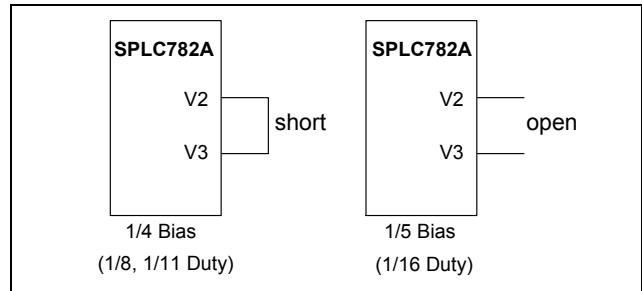 SPLC782A
V2
V3
short
1/4 Bias
(1/8, 1/11 Duty)
SPLC782A
V2
V3
open
1/5 Bias
(1/16 Duty)